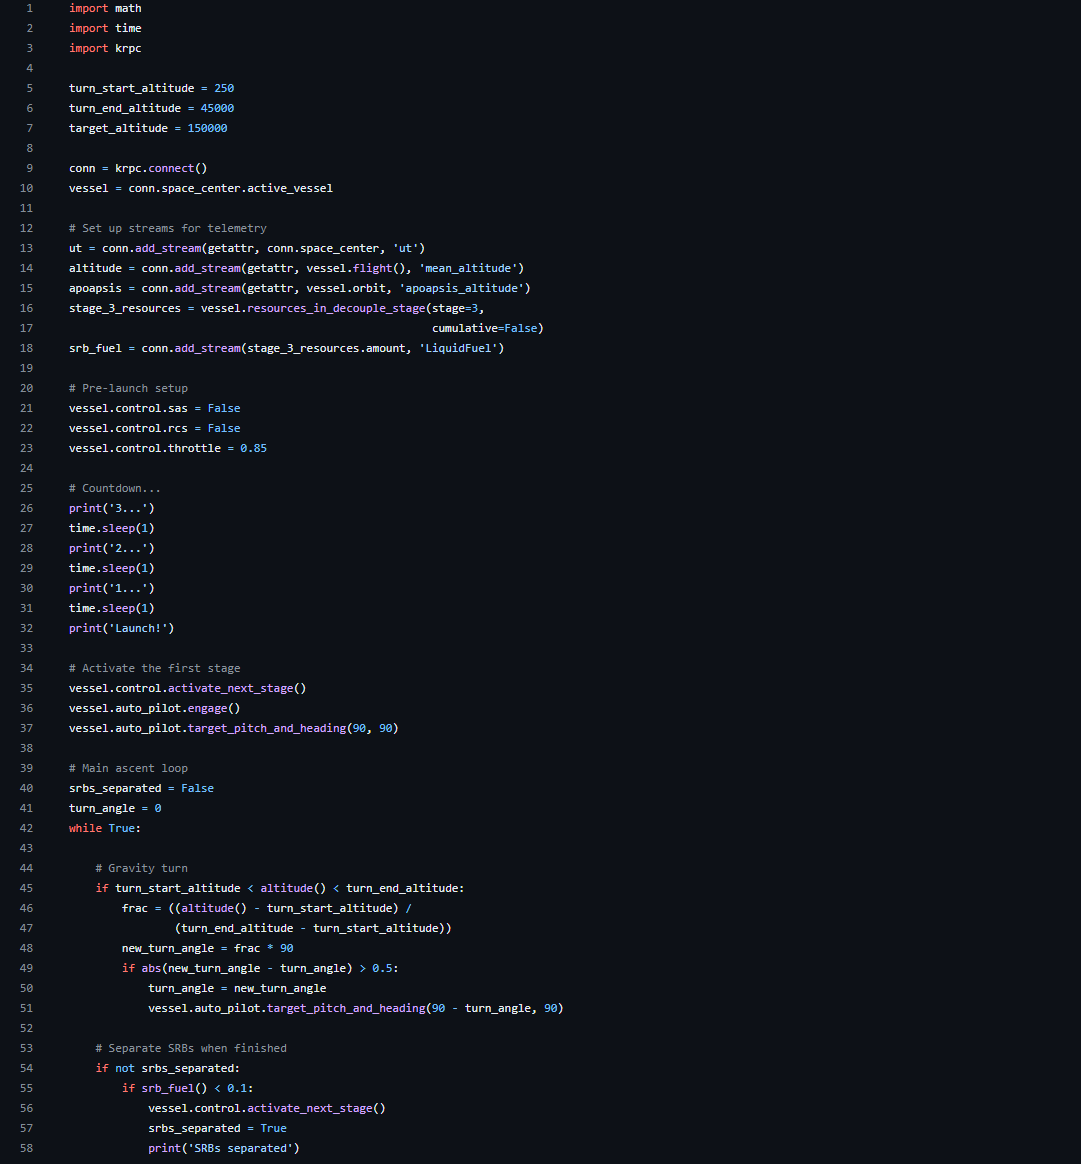 1 import math
2 import time
3 import krpc
4
5 turn_start_altitude = 250
6 turn_end_altitude = 45000
7 target_altitude = 150000
8
9 conn = krpc.connect()
10 vessel = conn.space_center.active_vessel
11
12 # Set up streams for telemetry
13 ut = conn.add_stream(getattr, conn.space_center, 'ut')
14 altitude = conn.add_stream(getattr, vessel.flight(), 'mean_altitude')
15 apoapsis = conn.add_stream(getattr, vessel.orbit, 'apoapsis_altitude')
16 stage_3_resources = vessel.resources_in_decouple_stage(stage=3,
17                                                        cumulative=False)
18 srb_fuel = conn.add_stream(stage_3_resources.amount, 'LiquidFuel')
19
20 # Pre-launch setup
21 vessel.control.sas = False
22 vessel.control.rcs = False
23 vessel.control.throttle = 0.85
24
25 # Countdown...
26 print('3...')
27 time.sleep(1)
28 print('2...')
29 time.sleep(1)
30 print('1...')
31 time.sleep(1)
32 print('Launch!')
33
34 # Activate the first stage
35 vessel.control.activate_next_stage()
36 vessel.auto_pilot.engage()
37 vessel.auto_pilot.target_pitch_and_heading(90, 90)
38
39 # Main ascent loop
40 srbs_separated = False
41 turn_angle = 0
42 while True:
43
44     # Gravity turn
45     if turn_start_altitude < altitude() < turn_end_altitude:
46         frac = ((altitude() - turn_start_altitude) /
47                 (turn_end_altitude - turn_start_altitude))
48         new_turn_angle = frac * 90
49         if abs(new_turn_angle - turn_angle) > 0.5:
50             turn_angle = new_turn_angle
51             vessel.auto_pilot.target_pitch_and_heading(90 - turn_angle, 90)
52
53     # Separate SRBs when finished
54     if not srbs_separated:
55         if srb_fuel() < 0.1:
56             vessel.control.activate_next_stage()
57             srbs_separated = True
58             print('SRBs separated')